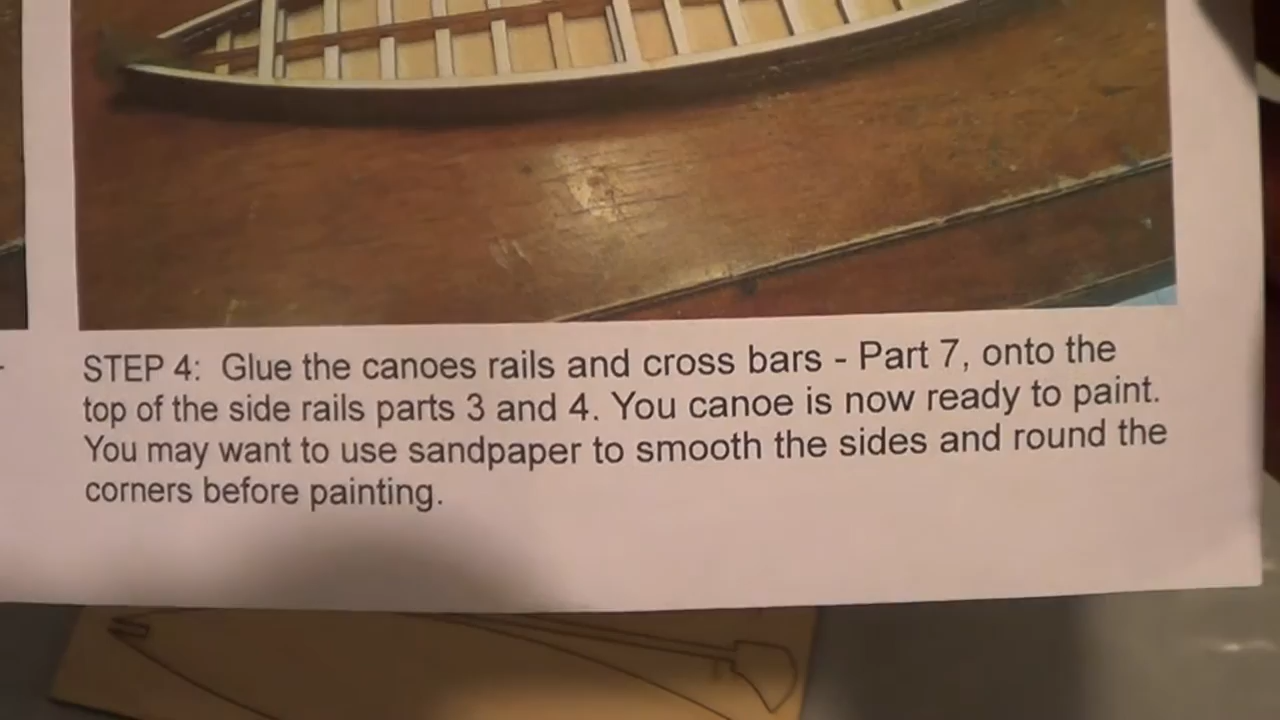 STEP 4: Glue the canoes rails and cross bars - Part 7, onto the
top of the side rails parts 3 and 4. You canoe is now ready to paint.
You may want to use sandpaper to smooth the sides and round the
corners before painting.